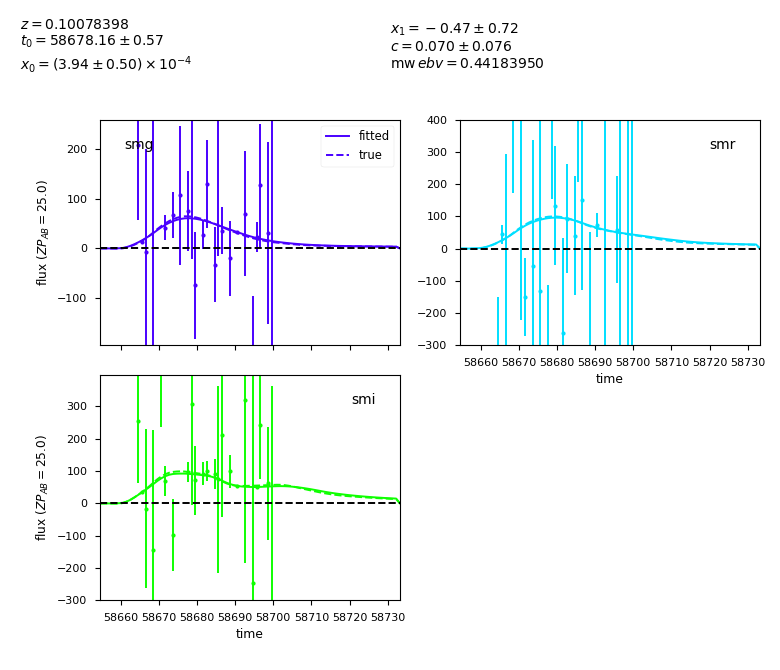 z = 0.10078398
t₀ = 58678.16 ± 0.57
x₀ = (3.94 ± 0.50) × 10⁻⁴
x₁ = −0.47 ± 0.72
c = 0.070 ± 0.076
mw ebv = 0.44183950
smg
fitted
true
200
100
0
−100
flux (ZP_AB = 25.0)
smr
400
300
200
100
0
−100
−200
−300
58660 58670 58680 58690 58700 58710 58720 58730
time
smi
300
200
100
0
−100
−200
−300
flux (ZP_AB = 25.0)
58660 58670 58680 58690 58700 58710 58720 58730
time